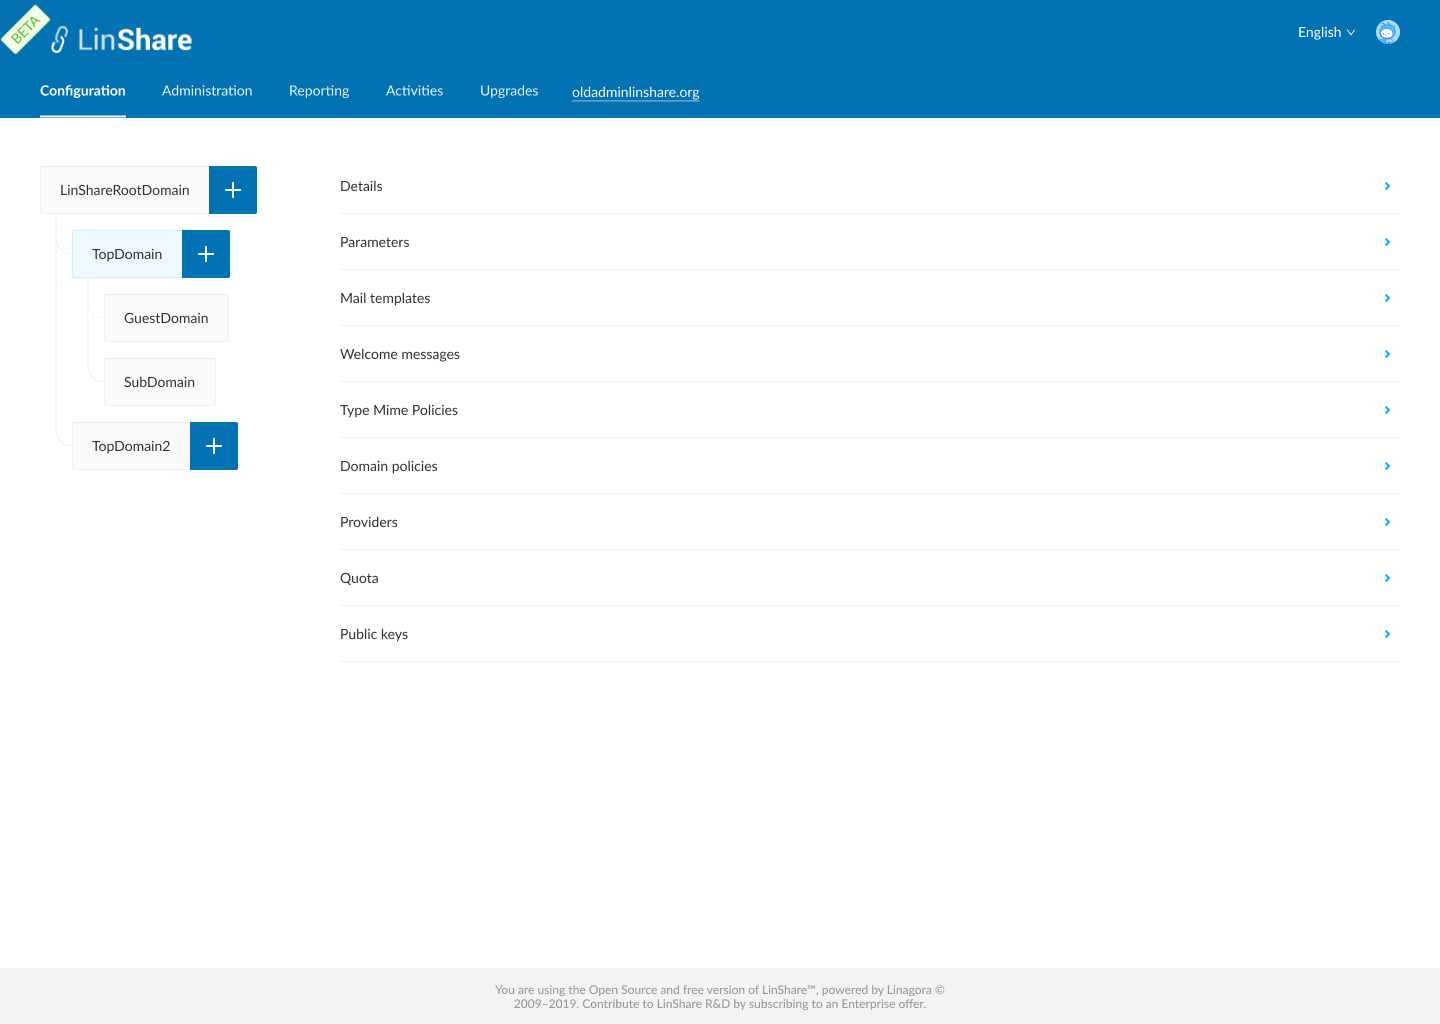 BETA
LinShare
English
Configuration
Administration
Reporting
Activities
Upgrades
oldadminlinshare.org
LinShareRootDomain
TopDomain
GuestDomain
SubDomain
TopDomain2
Details
Parameters
Mail templates
Welcome messages
Type Mime Policies
Domain policies
Providers
Quota
Public keys
You are using the Open Source and free version of LinShare™, powered by Linagora ©
2009–2019. Contribute to LinShare R&D by subscribing to an Enterprise offer.